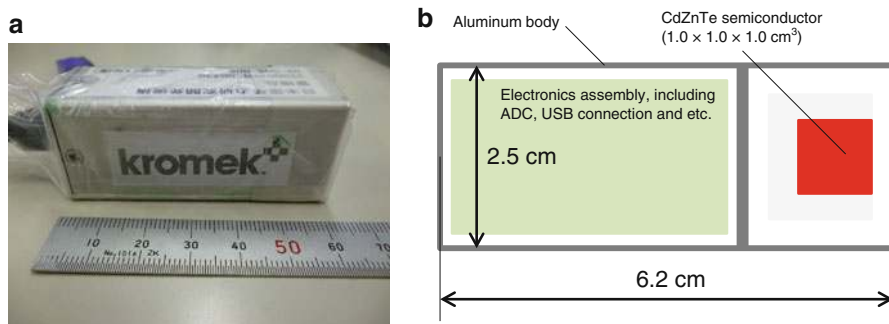 a
kromek
10 20 30 40 50 60 70
b
Aluminum body
CdZnTe semiconductor
(1.0 × 1.0 × 1.0 cm³)
Electronics assembly, including
ADC, USB connection and etc.
2.5 cm
6.2 cm